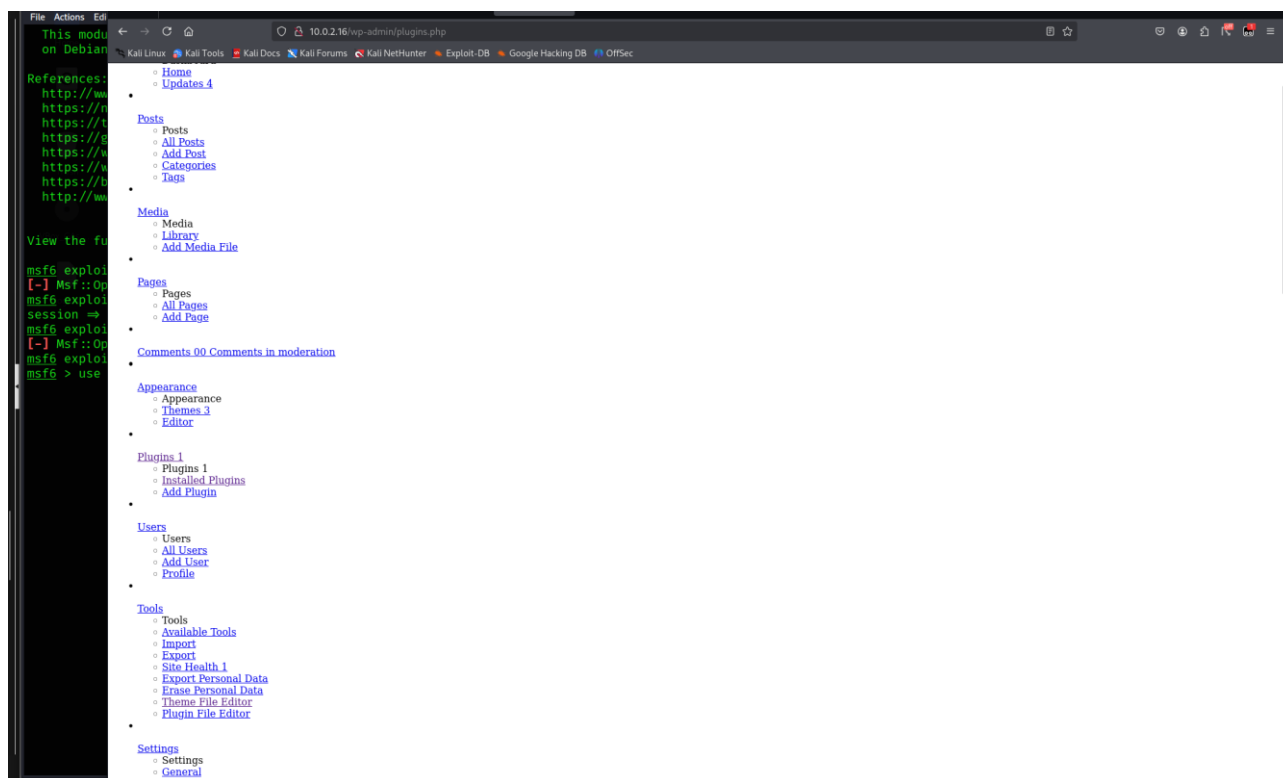 File Actions Edi
This modu
on Debian
References:
http://ww
https://n
https://t
https://g
https://w
https://w
https://b
http://ww
View the fu
msf6 exploi
[-] Msf::Op
msf6 exploi
session ⇒
msf6 exploi
[-] Msf::Op
msf6 exploi
msf6 > use
10.0.2.16/wp-admin/plugins.php
Kali Linux Kali Tools Kali Docs Kali Forums Kali NetHunter Exploit-DB Google Hacking DB OffSec
Home
Updates 4
Posts
Posts
All Posts
Add Post
Categories
Tags
Media
Media
Library
Add Media File
Pages
Pages
All Pages
Add Page
Comments 00 Comments in moderation
Appearance
Appearance
Themes 3
Editor
Plugins 1
Plugins 1
Installed Plugins
Add Plugin
Users
Users
All Users
Add User
Profile
Tools
Tools
Available Tools
Import
Export
Site Health 1
Export Personal Data
Erase Personal Data
Theme File Editor
Plugin File Editor
Settings
Settings
General